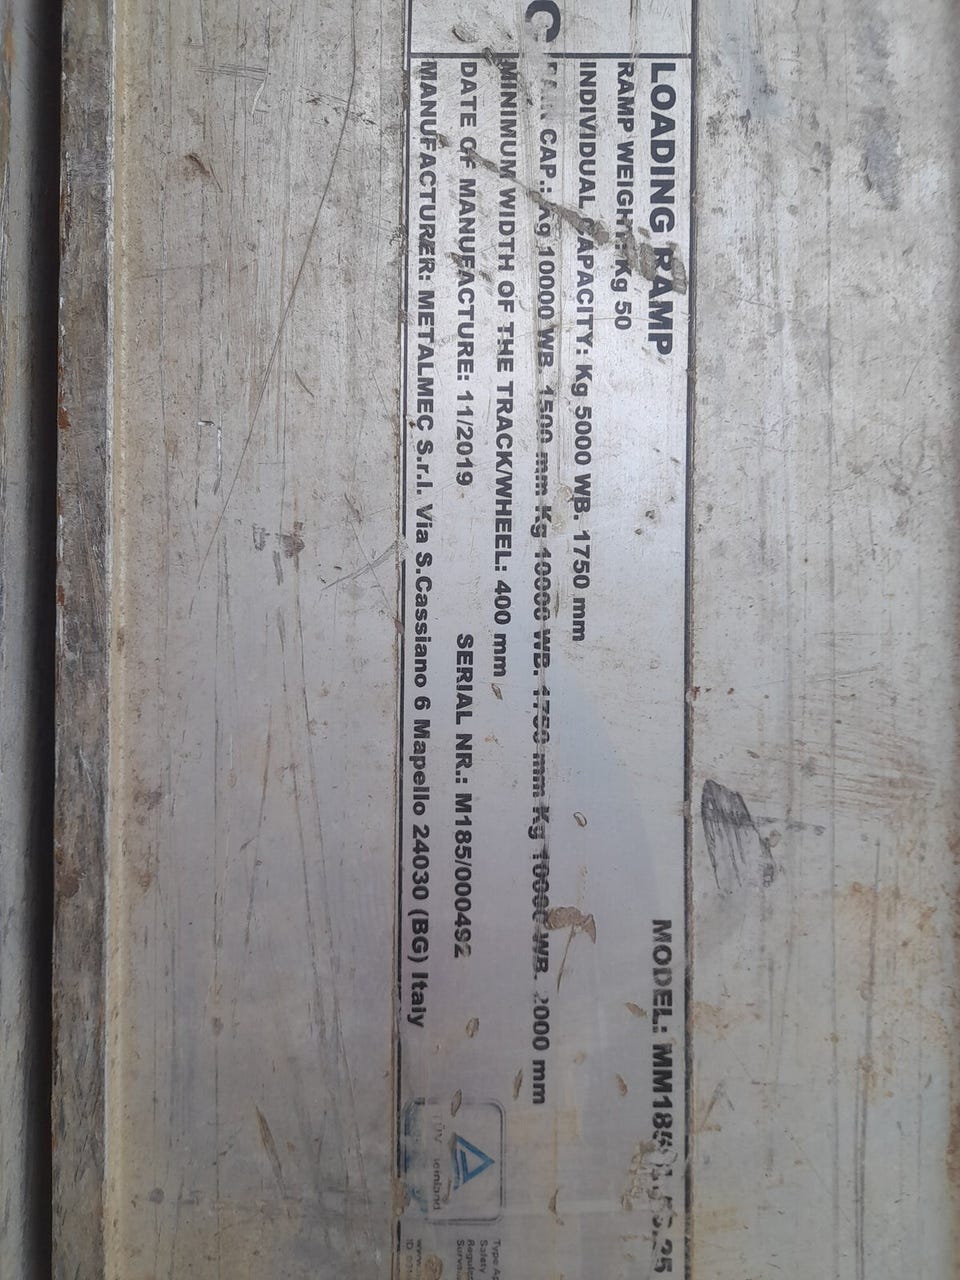 LOADING RAMP
RAMP WEIGHT: Kg 50
INDIVIDUAL CAPACITY: Kg 5000 WB. 1750 mm
CAP.: Kg 10000 WB. 1500 mm Kg 10000 WB. 1750 mm Kg 10000 WB. 2000 mm
MINIMUM WIDTH OF THE TRACK/WHEEL: 400 mm
DATE OF MANUFACTURE: 11/2019 SERIAL NR.: M185/000492
MANUFACTURER: METALMEC S.r.l. Via S.Cassiano 6 Mapello 24030 (BG) Italy
MODEL:
Type
Safety